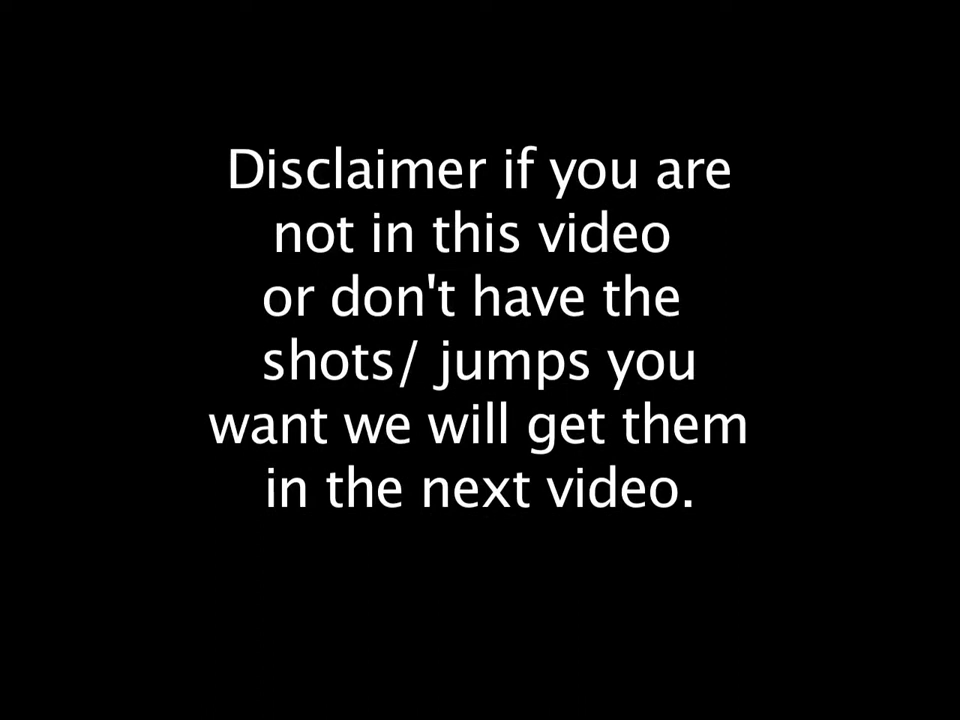 Disclaimer if you are
not in this video
or don't have the
shots/ jumps you
want we will get them
in the next video.